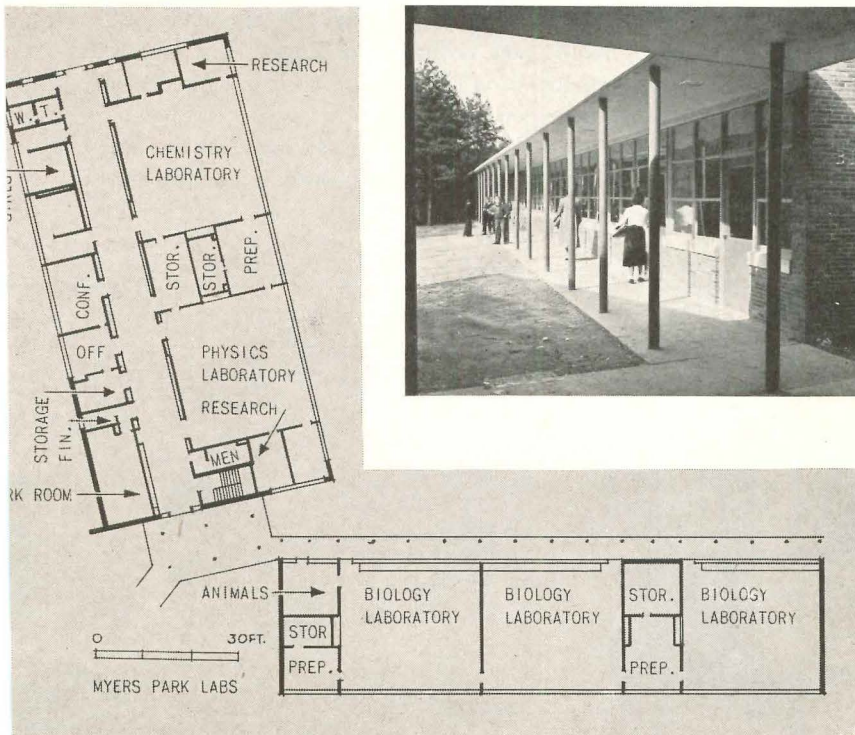 RESEARCH
W. T.
CHEMISTRY
LABORATORY
STOR.
STOR.
PREP.
CONF.
OFF
PHYSICS
LABORATORY
RESEARCH
STORAGE
FIN.
MEN
RK ROOM
ANIMALS
BIOLOGY
LABORATORY
BIOLOGY
LABORATORY
STOR.
BIOLOGY
LABORATORY
STOR
PREP.
PREP.
0 30FT.
MYERS PARK LABS